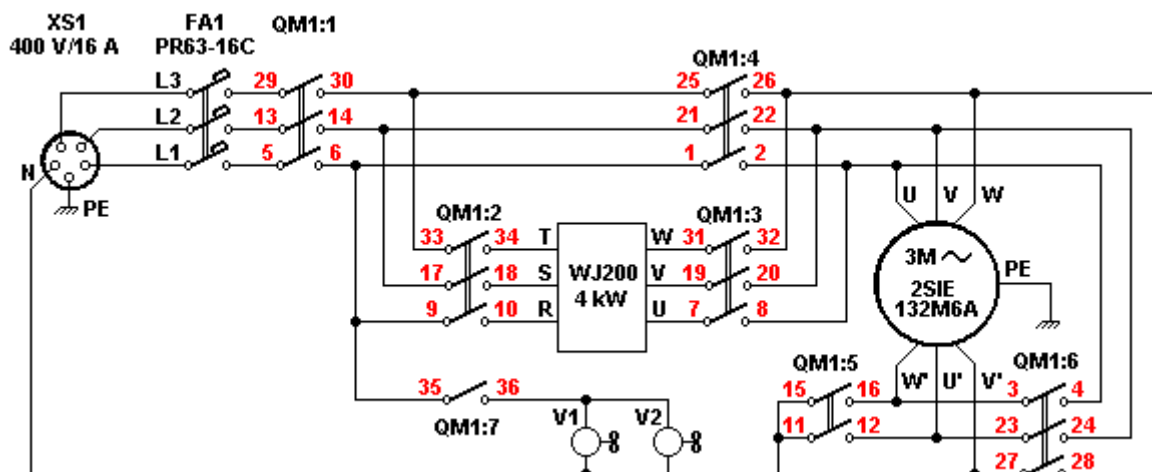 XS1 FA1 QM1:1
400 V/16 A PR63-16C
QM1:4
L3 29 30 25 26
L2 13 14 21 22
L1 5 6 1 2
N
PE
U V W
QM1:2 QM1:3
33 34 T W 31 32
17 18 S WJ200 V 19 20
4 kW
9 10 R U 7 8
3M PE
2SIE
132M6A
QM1:5 QM1:6
35 36 15 16 W' U' V' 3 4
QM1:7 V1 V2 11 12 23 24
27 28